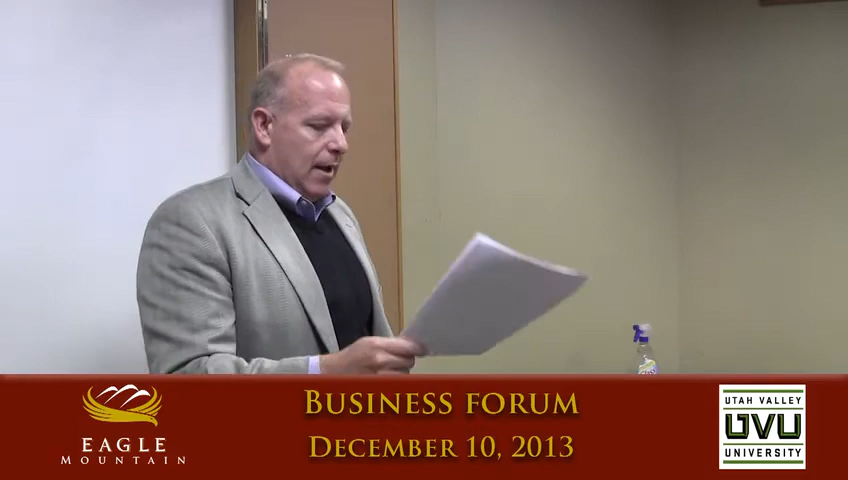 BUSINESS FORUM
DECEMBER 10, 2013
EAGLE
MOUNTAIN
UTAH VALLEY
UVU
UNIVERSITY